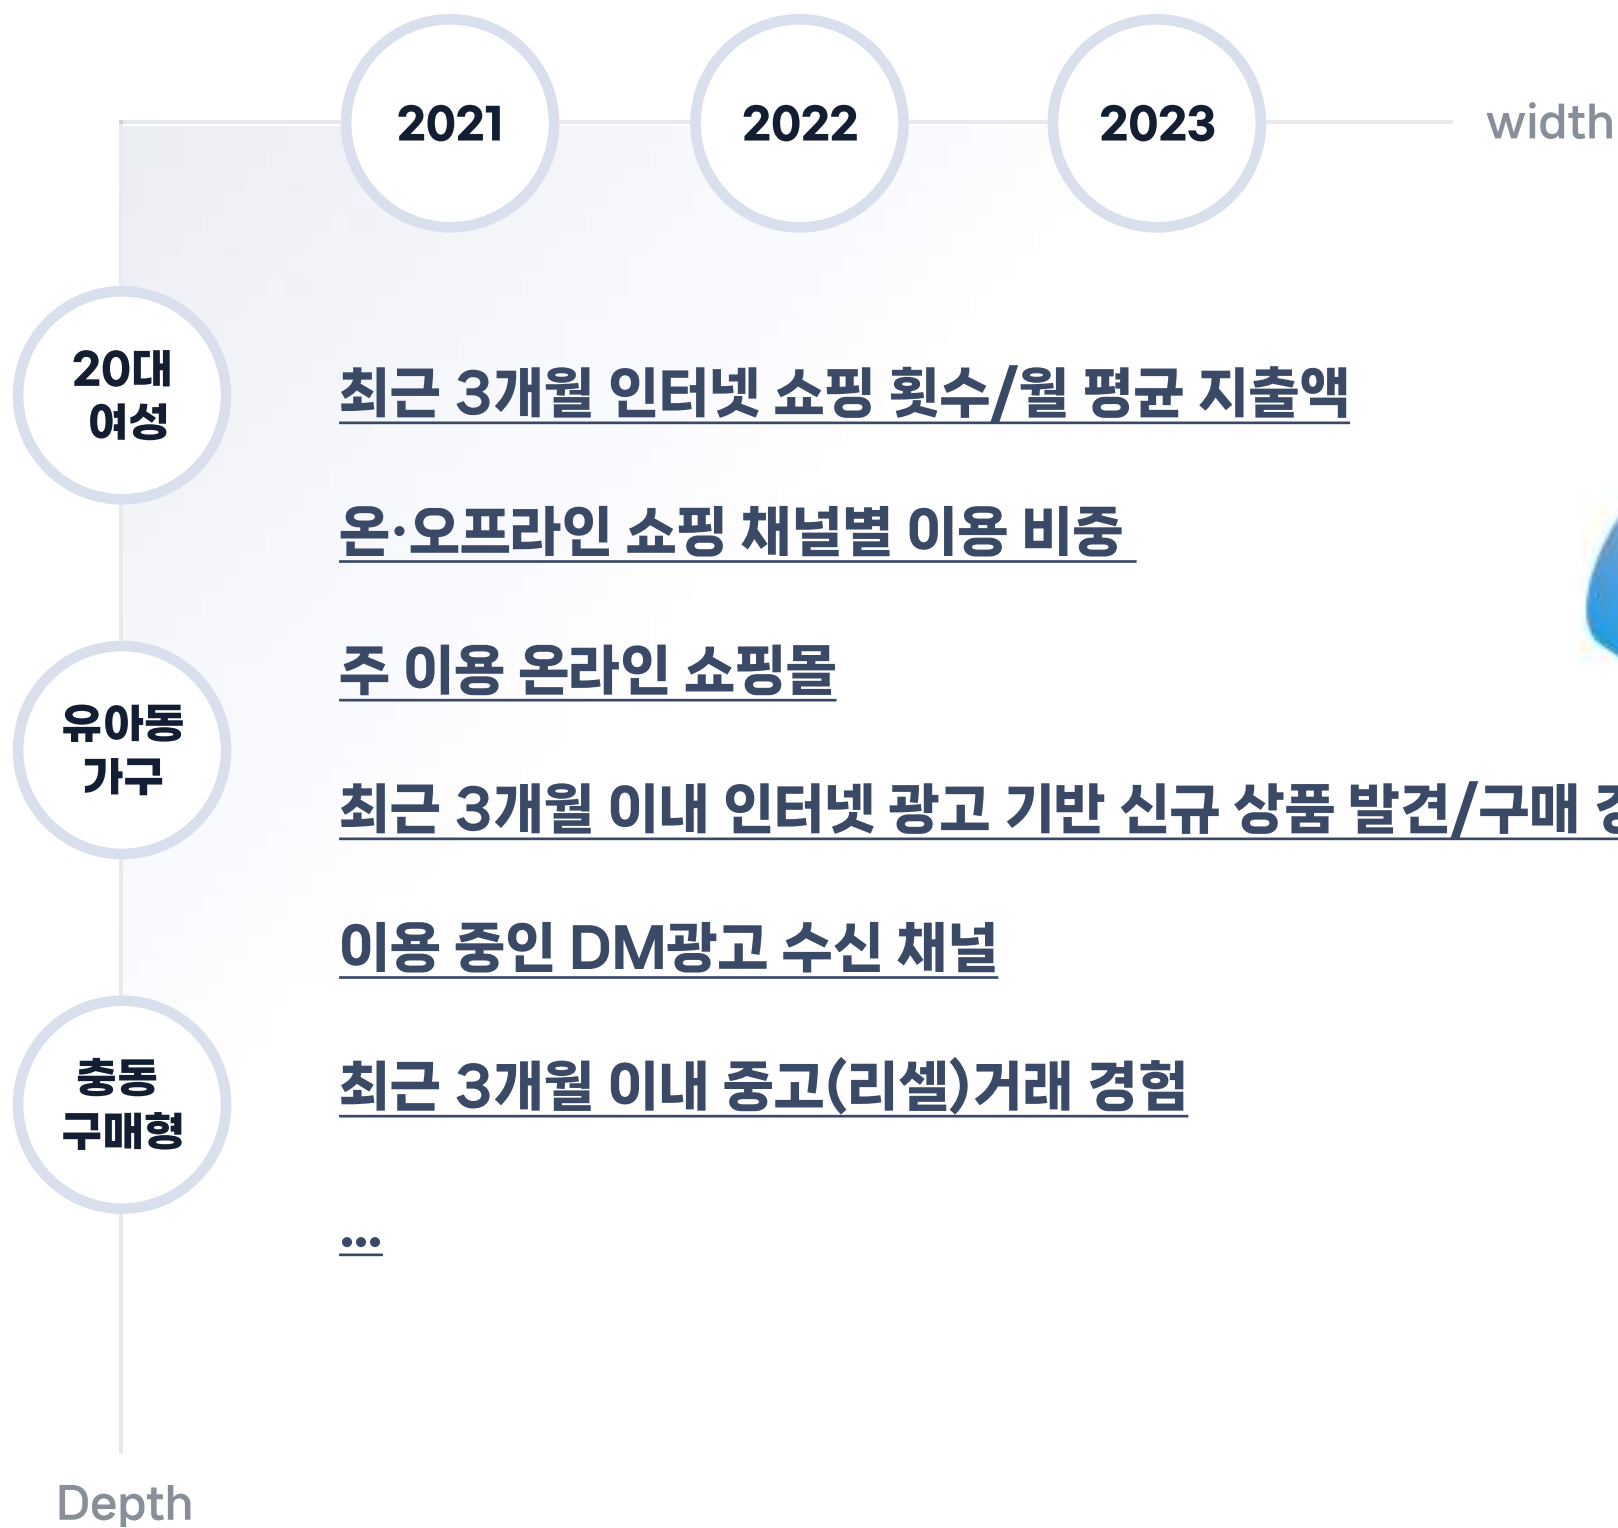 2021
2022
2023
width
20대
여성
최근 3개월 인터넷 쇼핑 횟수/월 평균 지출액
온·오프라인 쇼핑 채널별 이용 비중
주 이용 온라인 쇼핑몰
유아동
가구
최근 3개월 이내 인터넷 광고 기반 신규 상품 발견/구매
이용 중인 DM광고 수신 채널
충동
구매형
최근 3개월 이내 중고(리셀)거래 경험
...
Depth